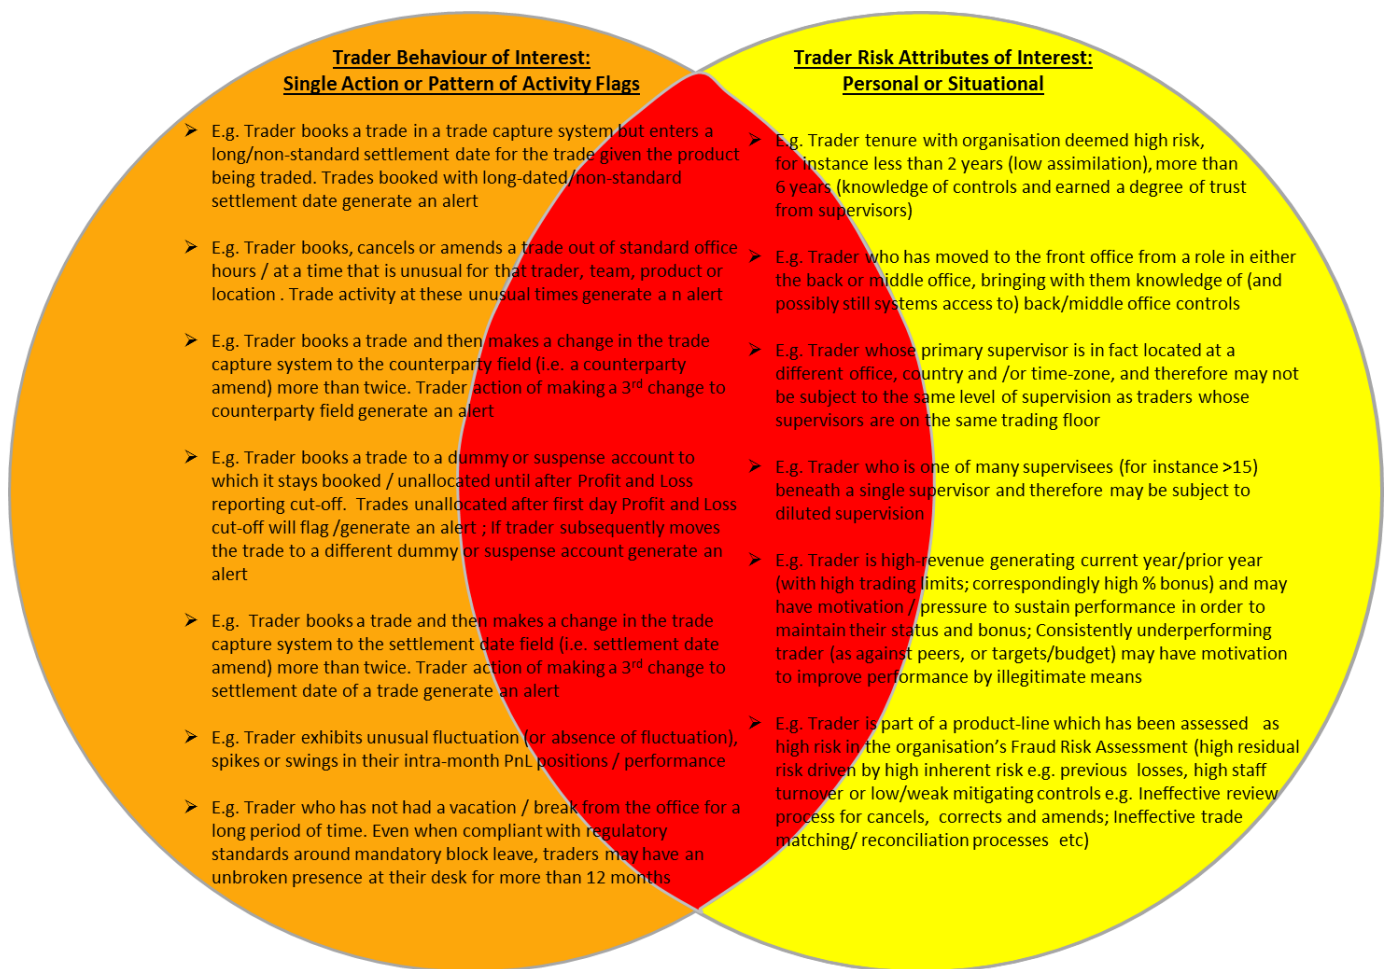 Trader Behaviour of Interest:
Single Action or Pattern of Activity Flags
➢ E.g. Trader books a trade in a trade capture system but enters a
long/non-standard settlement date for the trade given the product
being traded. Trades booked with long-dated/non-standard
settlement date generate an alert
➢ E.g. Trader books, cancels or amends a trade out of standard office
hours / at a time that is unusual for that trader, team, product or
location . Trade activity at these unusual times generate a n alert
➢ E.g. Trader books a trade and then makes a change in the trade
capture system to the counterparty field (i.e. a counterparty
amend) more than twice. Trader action of making a 3rd change to
counterparty field generate an alert
➢ E.g. Trader books a trade to a dummy or suspense account to
which it stays booked / unallocated until after Profit and Loss
reporting cut-off. Trades unallocated after first day Profit and Loss
cut-off will flag /generate an alert ; If trader subsequently moves
the trade to a different dummy or suspense account generate an
alert
➢ E.g. Trader books a trade and then makes a change in the trade
capture system to the settlement date field (i.e. settlement date
amend) more than twice. Trader action of making a 3rd change to
settlement date of a trade generate an alert
➢ E.g. Trader exhibits unusual fluctuation (or absence of fluctuation),
spikes or swings in their intra-month PnL positions / performance
➢ E.g. Trader who has not had a vacation / break from the office for a
long period of time. Even when compliant with regulatory
standards around mandatory block leave, traders may have an
unbroken presence at their desk for more than 12 months
Trader Risk Attributes of Interest:
Personal or Situational
➢ E.g. Trader tenure with organisation deemed high risk,
for instance less than 2 years (low assimilation), more than
6 years (knowledge of controls and earned a degree of trust
from supervisors)
➢ E.g. Trader who has moved to the front office from a role in either
the back or middle office, bringing with them knowledge of (and
possibly still systems access to) back/middle office controls
➢ E.g. Trader whose primary supervisor is in fact located at a
different office, country and /or time-zone, and therefore may not
be subject to the same level of supervision as traders whose
supervisors are on the same trading floor
➢ E.g. Trader who is one of many supervisees (for instance >15)
beneath a single supervisor and therefore may be subject to
diluted supervision
➢ E.g. Trader is high-revenue generating current year/prior year
(with high trading limits; correspondingly high % bonus) and may
have motivation / pressure to sustain performance in order to
maintain their status and bonus; Consistently underperforming
trader (as against peers, or targets/budget) may have motivation
to improve performance by illegitimate means
➢ E.g. Trader is part of a product-line which has been assessed as
high risk in the organisation’s Fraud Risk Assessment (high residual
risk driven by high inherent risk e.g. previous losses, high staff
turnover or low/weak mitigating controls e.g. Ineffective review
process for cancels, corrects and amends; Ineffective trade
matching/ reconciliation processes etc)